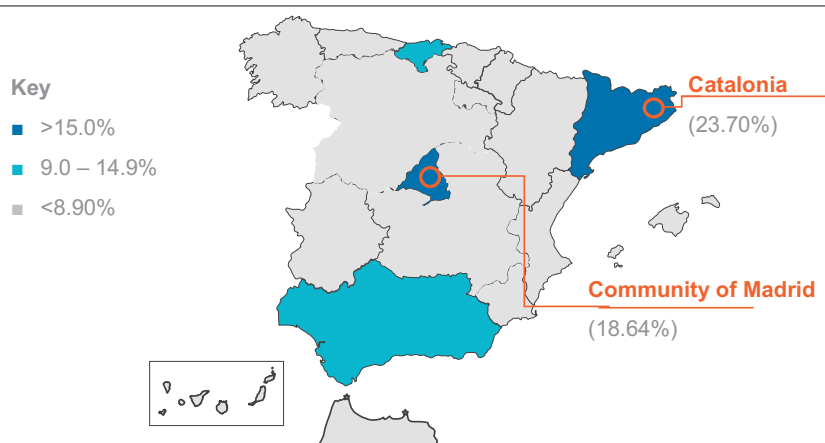 Key
>15.0%
9.0 – 14.9%
<8.90%
Catalonia
(23.70%)
Community of Madrid
(18.64%)